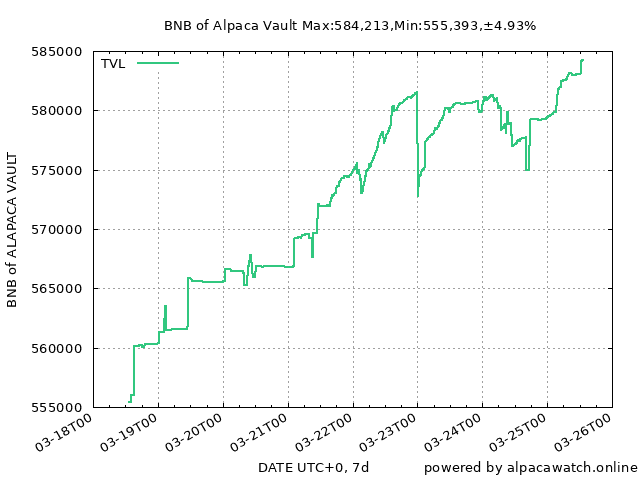 BNB of Alpaca Vault Max:584,213,Min:555,393,±4.93%
TVL
585000
580000
575000
570000
565000
560000
555000
BNB of ALAPACA VAULT
03-18T00
03-19T00
03-20T00
03-21T00
03-22T00
03-23T00
03-24T00
03-25T00
03-26T00
DATE UTC+0, 7d
powered by alpacawatch.online